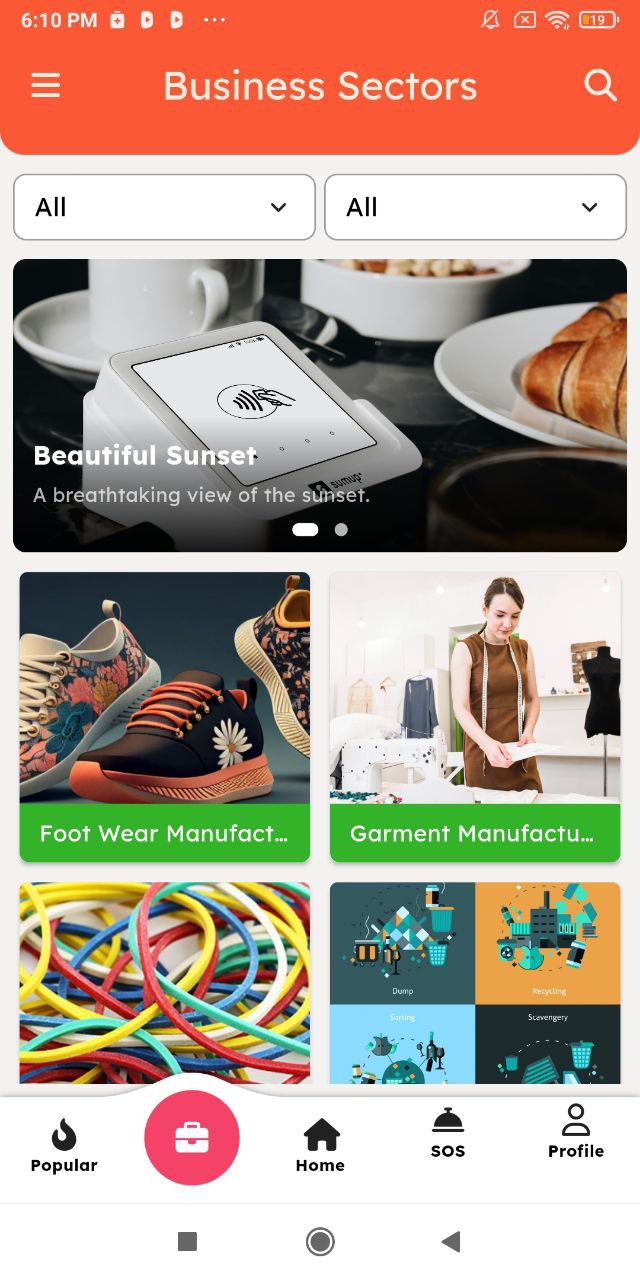 6:10 PM
19
Business Sectors
All
All
sumup
Beautiful Sunset
A breathtaking view of the sunset.
Foot Wear Manufact...
Garment Manufactu...
Dump
Recycling
Sorting
Scavengery
Popular
Home
SOS
Profile